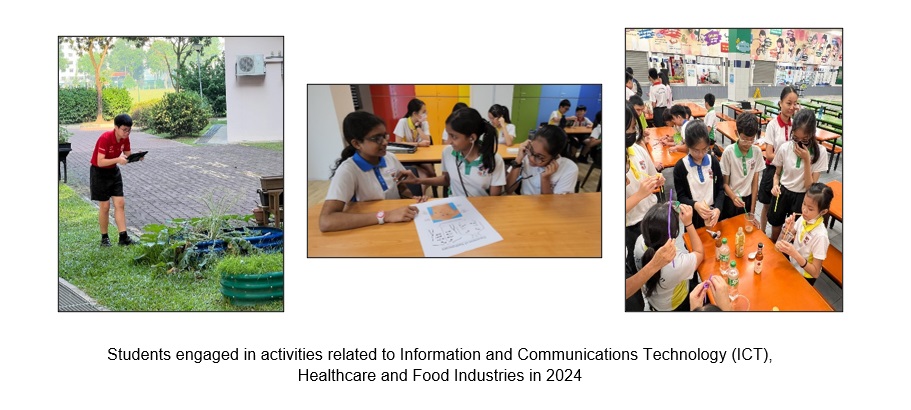 Students engaged in activities related to Information and Communications Technology (ICT),
Healthcare and Food Industries in 2024